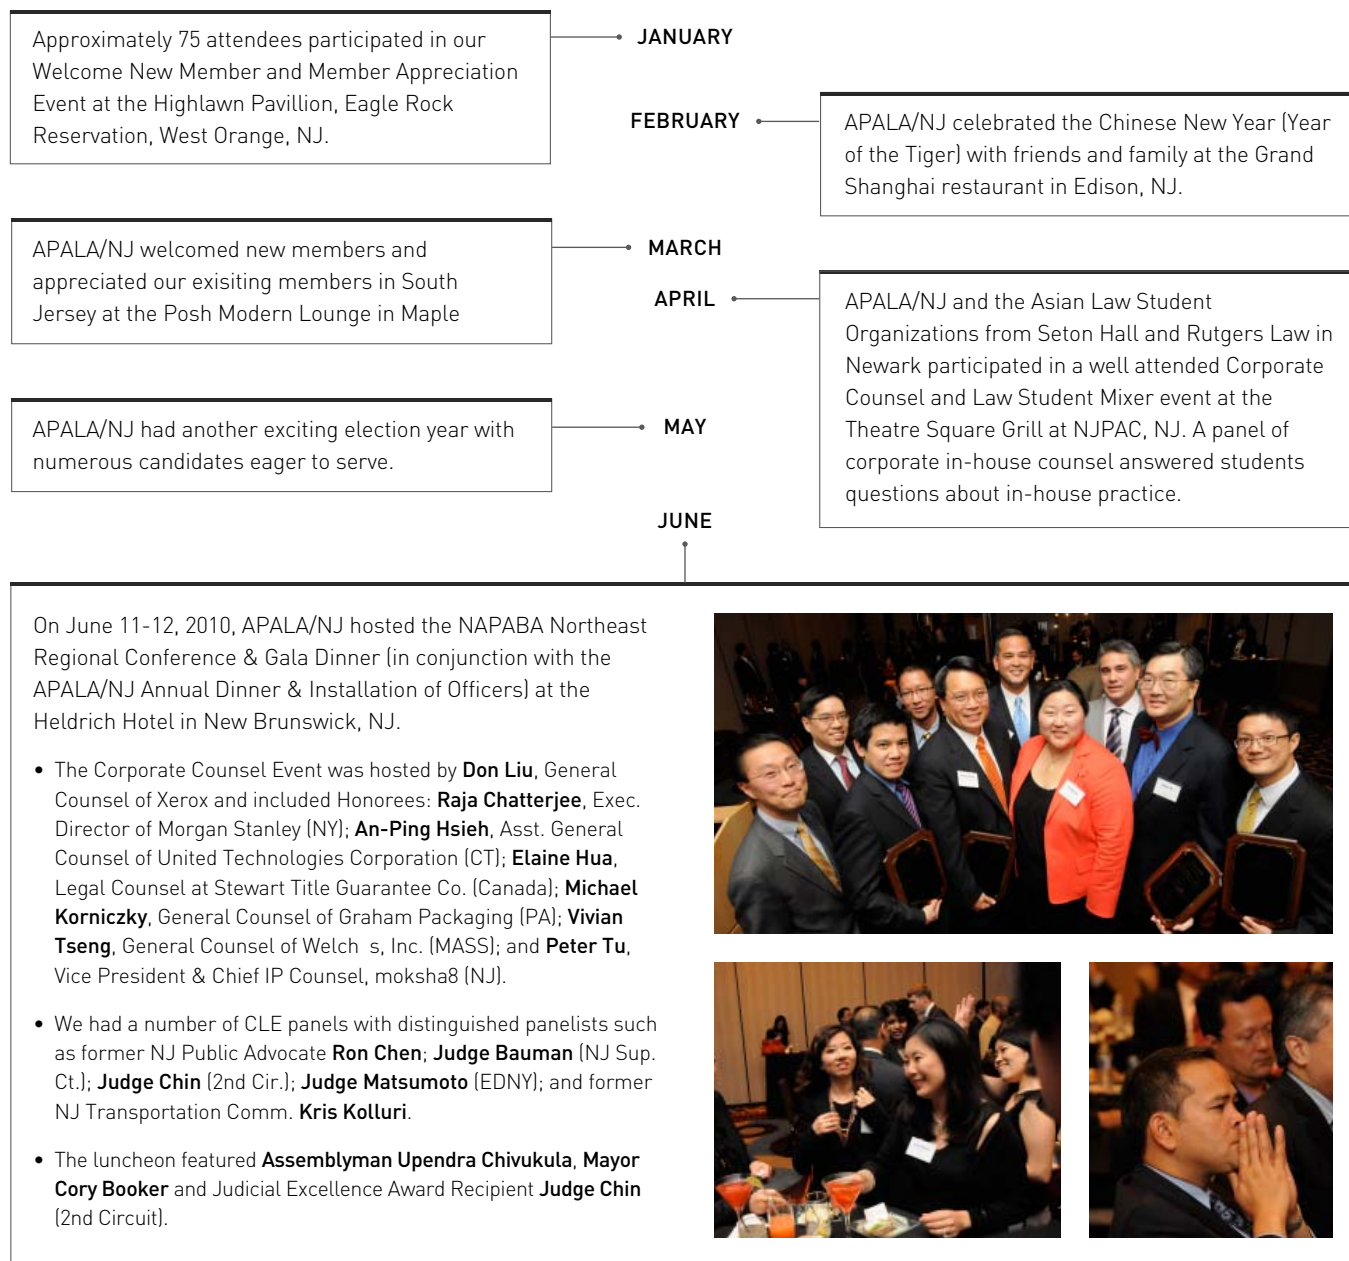 Approximately 75 attendees participated in our
Welcome New Member and Member Appreciation
Event at the Highlawn Pavillion, Eagle Rock
Reservation, West Orange, NJ.
JANUARY
FEBRUARY
APALA/NJ celebrated the Chinese New Year (Year
of the Tiger) with friends and family at the Grand
Shanghai restaurant in Edison, NJ.
APALA/NJ welcomed new members and
appreciated our exisiting members in South
Jersey at the Posh Modern Lounge in Maple
MARCH
APRIL
APALA/NJ and the Asian Law Student
Organizations from Seton Hall and Rutgers Law in
Newark participated in a well attended Corporate
Counsel and Law Student Mixer event at the
Theatre Square Grill at NJPAC, NJ. A panel of
corporate in-house counsel answered students
questions about in-house practice.
APALA/NJ had another exciting election year with
numerous candidates eager to serve.
MAY
JUNE
On June 11-12, 2010, APALA/NJ hosted the NAPABA Northeast
Regional Conference & Gala Dinner (in conjunction with the
APALA/NJ Annual Dinner & Installation of Officers) at the
Heldrich Hotel in New Brunswick, NJ.
• The Corporate Counsel Event was hosted by Don Liu, General
Counsel of Xerox and included Honorees: Raja Chatterjee, Exec.
Director of Morgan Stanley (NY); An-Ping Hsieh, Asst. General
Counsel of United Technologies Corporation (CT); Elaine Hua,
Legal Counsel at Stewart Title Guarantee Co. (Canada); Michael
Korniczky, General Counsel of Graham Packaging (PA); Vivian
Tseng, General Counsel of Welch s, Inc. (MASS); and Peter Tu,
Vice President & Chief IP Counsel, moksha8 (NJ).
• We had a number of CLE panels with distinguished panelists such
as former NJ Public Advocate Ron Chen; Judge Bauman (NJ Sup.
Ct.); Judge Chin (2nd Cir.); Judge Matsumoto (EDNY); and former
NJ Transportation Comm. Kris Kolluri.
• The luncheon featured Assemblyman Upendra Chivukula, Mayor
Cory Booker and Judicial Excellence Award Recipient Judge Chin
(2nd Circuit).